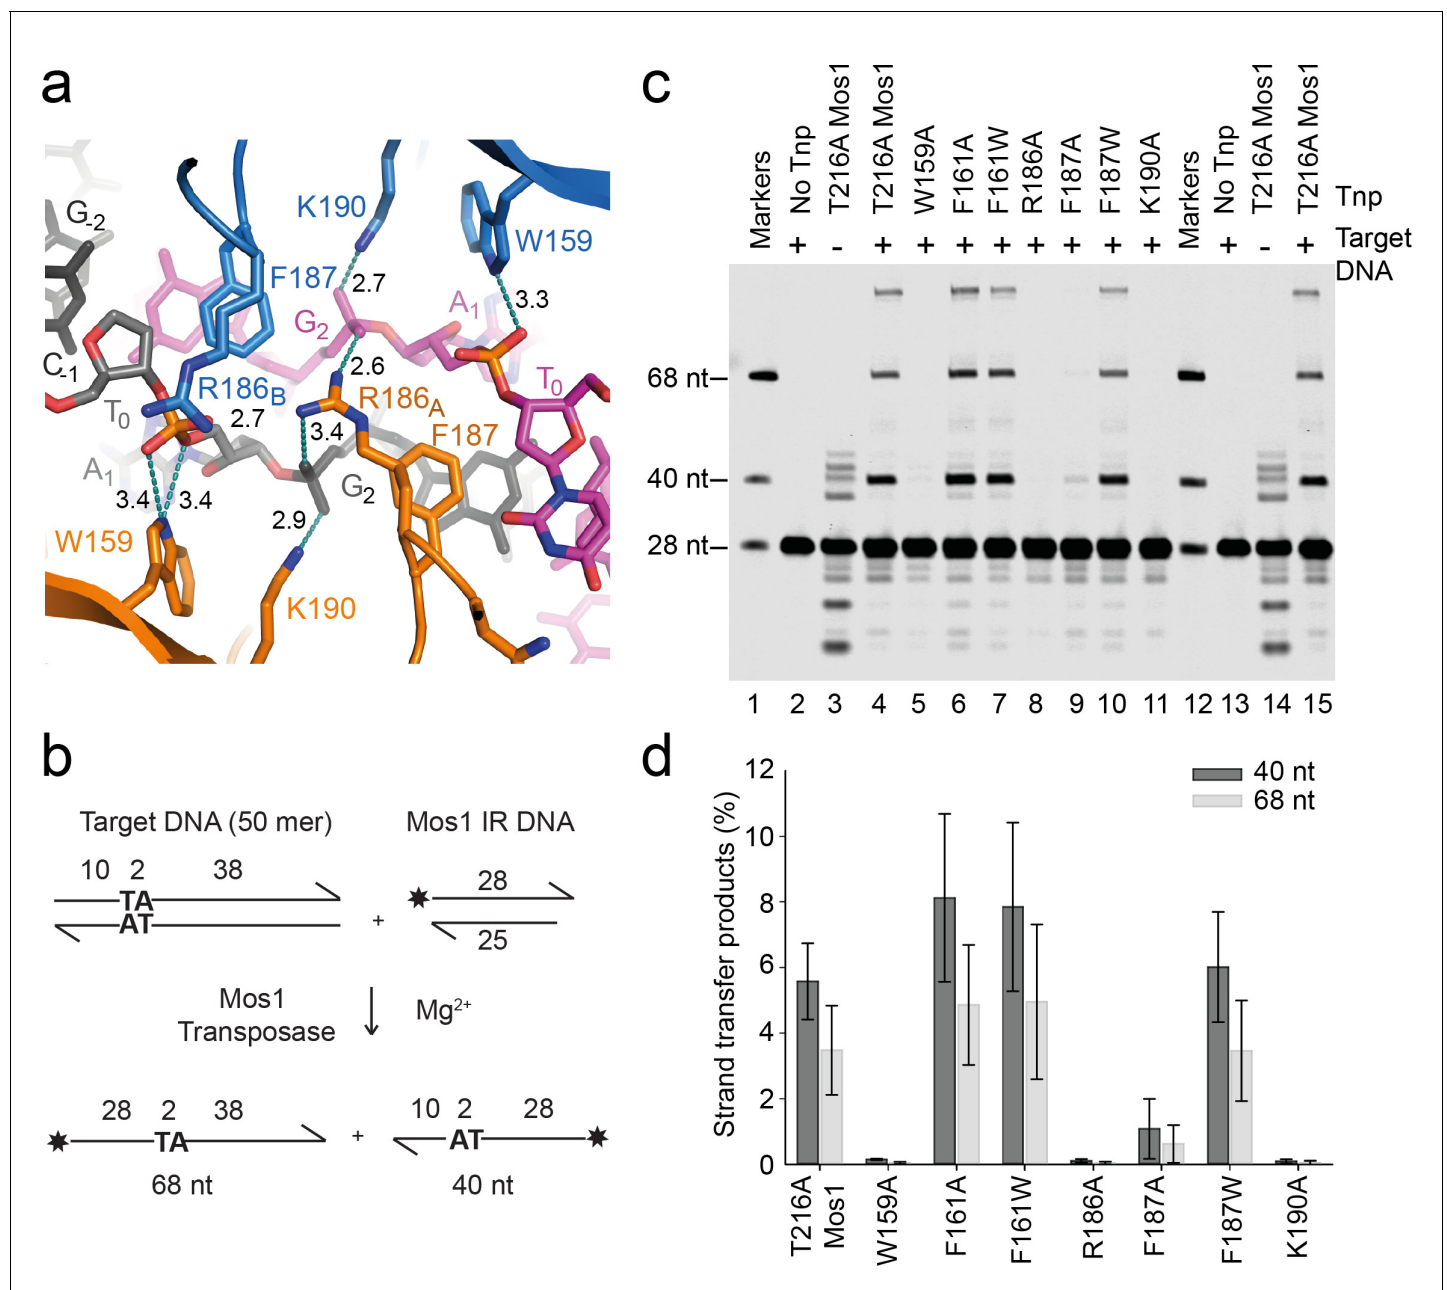 a
G-2
K190
W159
F187
2.7
3.3
A1
G2
C-1
2.6
T0
R186B
R186A
T0
2.7
F187
3.4
A1
G2
3.4
3.4
2.9
W159
K190
b
Target DNA (50 mer)
Mos1 IR DNA
10 2 38
28
TA
AT
+
25
Mos1
Transposase
Mg2+
28 2 38
10 2 28
TA
+
AT
68 nt
40 nt
c
Markers
No Tnp
T216A Mos1
T216A Mos1
W159A
F161A
F161W
R186A
F187A
F187W
K190A
Markers
No Tnp
T216A Mos1
T216A Mos1
Tnp
+ - + + + + + + + + + - +
Target
DNA
68 nt
40 nt
28 nt
1 2 3 4 5 6 7 8 9 10 11 12 13 14 15
d
Strand transfer products (%)
12
10
8
6
4
2
0
40 nt
68 nt
T216A
Mos1
W159A
F161A
F161W
R186A
F187A
F187W
K190A